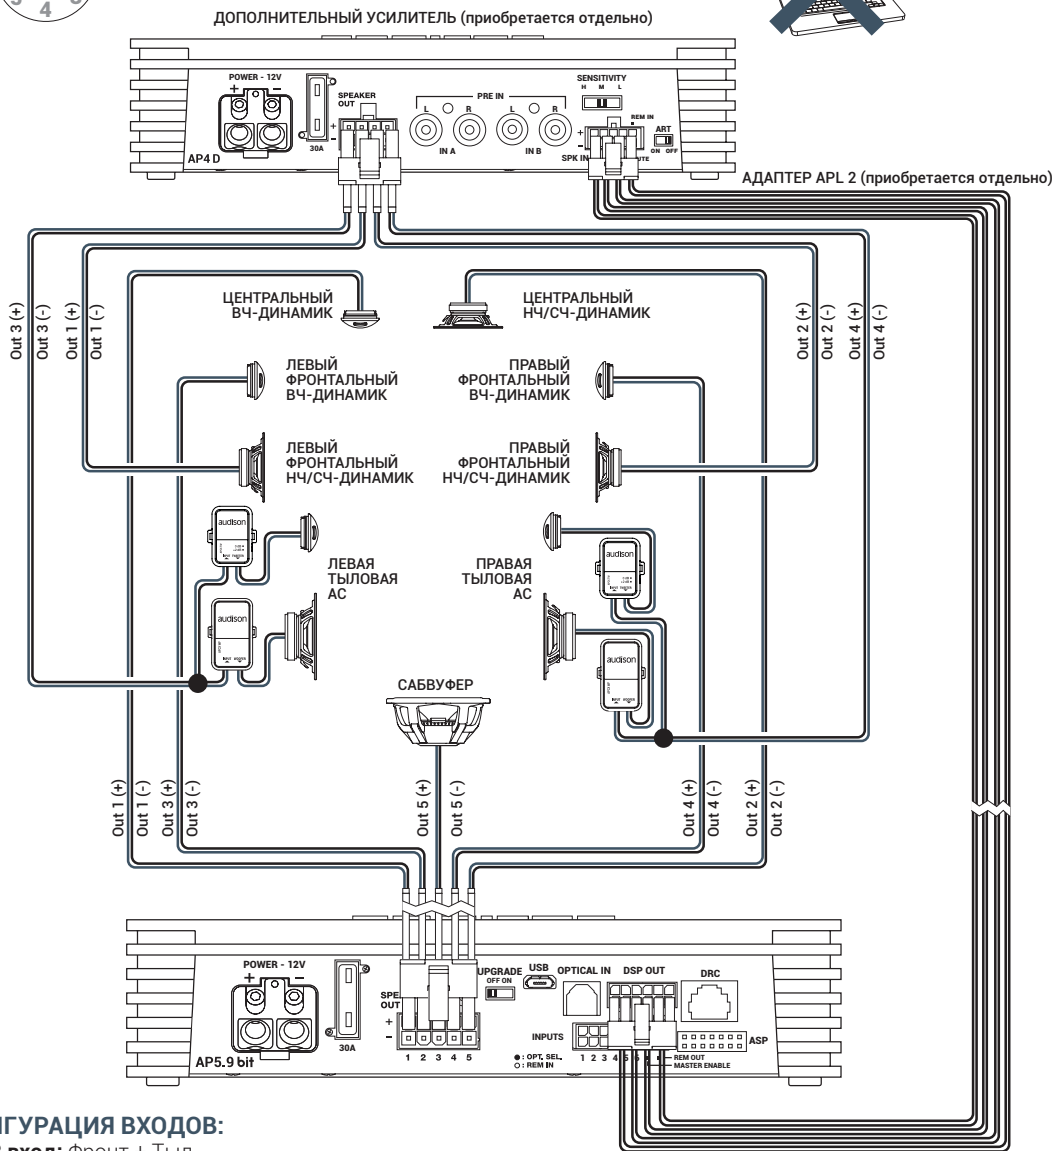 4
ДОПОЛНИТЕЛЬНЫЙ УСИЛИТЕЛЬ (приобретается отдельно)
POWER - 12V
+ -
30A
SPEAKER
OUT
+
-
PRE IN
L R L R
IN A IN B
SENSITIVITY
H M L
REM IN
ART
ON OFF
+
-
SPK IN
AP4 D
АДАПТЕР APL 2 (приобретается отдельно)
Out 3 (+)
Out 3 (-)
Out 1 (+)
Out 1 (-)
ЦЕНТРАЛЬНЫЙ
ВЧ-ДИНАМИК
ЦЕНТРАЛЬНЫЙ
НЧ/СЧ-ДИНАМИК
Out 2 (+)
Out 2 (-)
Out 4 (+)
Out 4 (-)
ЛЕВЫЙ
ФРОНТАЛЬНЫЙ
ВЧ-ДИНАМИК
ПРАВЫЙ
ФРОНТАЛЬНЫЙ
ВЧ-ДИНАМИК
ЛЕВЫЙ
ФРОНТАЛЬНЫЙ
НЧ/СЧ-ДИНАМИК
ПРАВЫЙ
ФРОНТАЛЬНЫЙ
НЧ/СЧ-ДИНАМИК
audison
audison
ЛЕВАЯ
ТЫЛОВАЯ
АС
ПРАВАЯ
ТЫЛОВАЯ
АС
audison
audison
САБВУФЕР
Out 1 (+)
Out 1 (-)
Out 3 (+)
Out 3 (-)
Out 5 (+)
Out 5 (-)
Out 4 (+)
Out 4 (-)
Out 2 (+)
Out 2 (-)
POWER - 12V
+ -
30A
OUT
+
-
1 2 3 4 5
UPGRADE
OFF ON
USB
OPTICAL IN
DSP OUT
DRC
INPUTS
1 2 3 4
ASP
● : OPT. SEL.
○ : REM IN
REM OUT
MASTER ENABLE
AP5.9 bit
ВХОДОВ:
вход: Фронт + Тыл